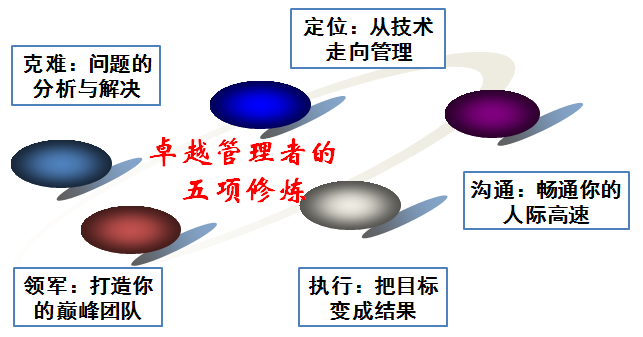 定位：从技术
走向管理
克难：问题的
分析与解决
卓越管理者的
五项修炼
沟通：畅通你的
人际高速
领军：打造你
的巅峰团队
执行：把目标
变成结果